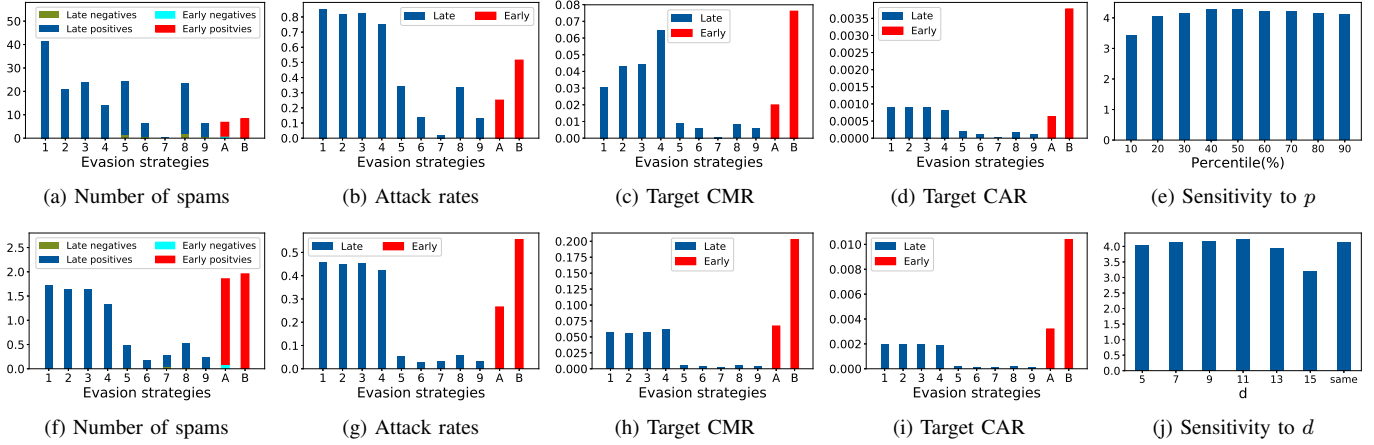 Late negatives Early negatives
Late positives Early positvies
50
40
30
20
10
0
1 2 3 4 5 6 7 8 9 A B
Evasion strategies
(a) Number of spams
Late Early
0.8
0.7
0.6
0.5
0.4
0.3
0.2
0.1
0.0
1 2 3 4 5 6 7 8 9 A B
Evasion strategies
(b) Attack rates
Late
Early
0.08
0.07
0.06
0.05
0.04
0.03
0.02
0.01
0.00
1 2 3 4 5 6 7 8 9 A B
Evasion strategies
(c) Target CMR
Late
Early
0.0035
0.0030
0.0025
0.0020
0.0015
0.0010
0.0005
0.0000
1 2 3 4 5 6 7 8 9 A B
Evasion strategies
(d) Target CAR
4
3
2
1
0
10 20 30 40 50 60 70 80 90
Percentile(%)
(e) Sensitivity to p
Late negatives Early negatives
Late positives Early positvies
2.5
2.0
1.5
1.0
0.5
0.0
1 2 3 4 5 6 7 8 9 A B
Evasion strategies
(f) Number of spams
Late Early
0.5
0.4
0.3
0.2
0.1
0.0
1 2 3 4 5 6 7 8 9 A B
Evasion strategies
(g) Attack rates
Late
Early
0.200
0.175
0.150
0.125
0.100
0.075
0.050
0.025
0.000
1 2 3 4 5 6 7 8 9 A B
Evasion strategies
(h) Target CMR
Late
Early
0.010
0.008
0.006
0.004
0.002
0.000
1 2 3 4 5 6 7 8 9 A B
Evasion strategies
(i) Target CAR
4.0
3.5
3.0
2.5
2.0
1.5
1.0
0.5
0.0
5 7 9 11 13 15 same
d
(j) Sensitivity to d